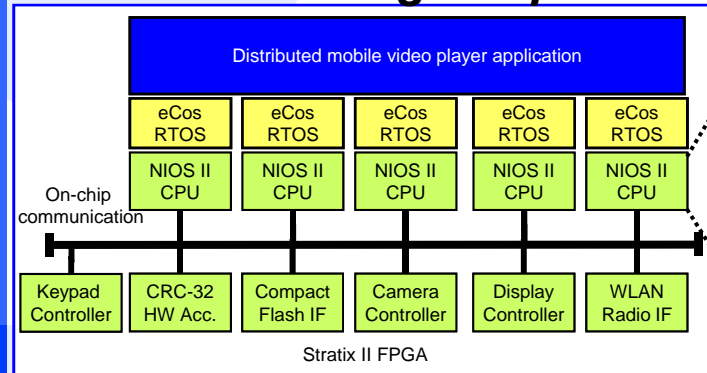 Distributed mobile video player application
eCos
RTOS
eCos
RTOS
eCos
RTOS
eCos
RTOS
eCos
RTOS
NIOS II
CPU
NIOS II
CPU
NIOS II
CPU
NIOS II
CPU
NIOS II
CPU
On-chip
communication
Keypad
Controller
CRC-32
HW Acc.
Compact
Flash IF
Camera
Controller
Display
Controller
WLAN
Radio IF
Stratix II FPGA